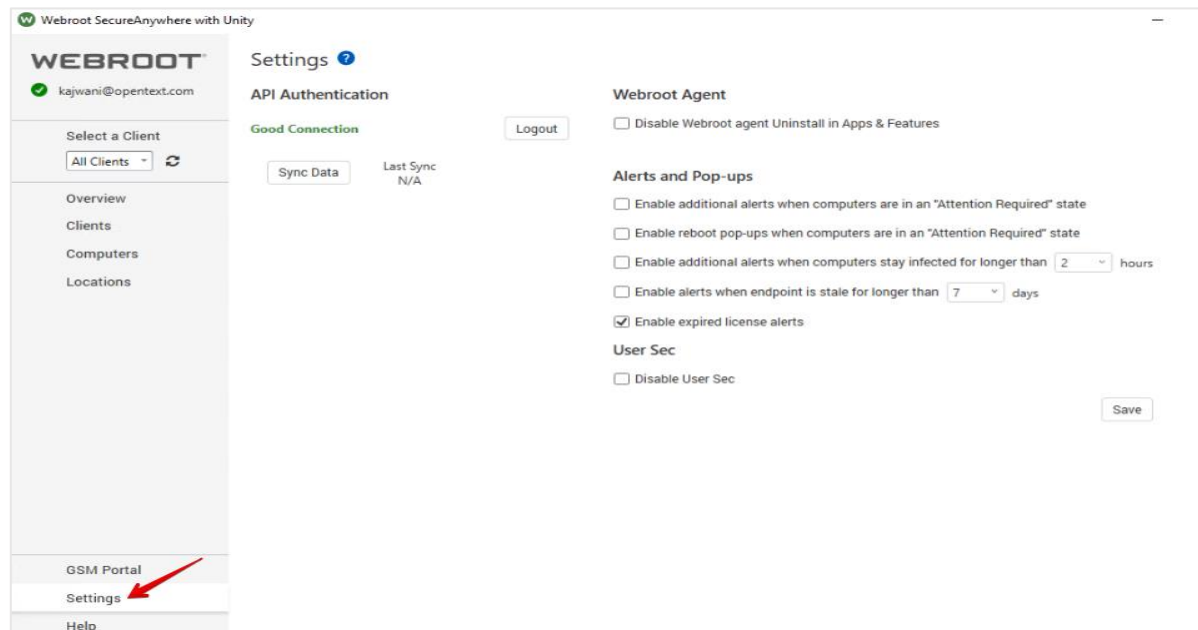 Webroot SecureAnywhere with Unity
WEBROOT
kajwani@opentext.com
Select a Client
All Clients
Overview
Clients
Computers
Locations
GSM Portal
Settings
Help
Settings ?
API Authentication
Good Connection
Logout
Sync Data
Last Sync
N/A
Webroot Agent
Disable Webroot agent Uninstall in Apps & Features
Alerts and Pop-ups
Enable additional alerts when computers are in an "Attention Required" state
Enable reboot pop-ups when computers are in an "Attention Required" state
Enable additional alerts when computers stay infected for longer than 2 hours
Enable alerts when endpoint is stale for longer than 7 days
Enable expired license alerts
User Sec
Disable User Sec
Save